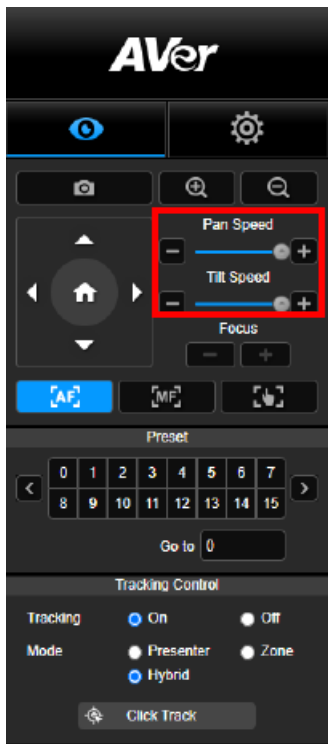 AVer
Pan Speed
Tilt Speed
Focus
AF
MF
Preset
0 1 2 3 4 5 6 7
8 9 10 11 12 13 14 15
Go to 0
Tracking Control
Tracking On Off
Mode Presenter Zone
Hybrid
Click Track